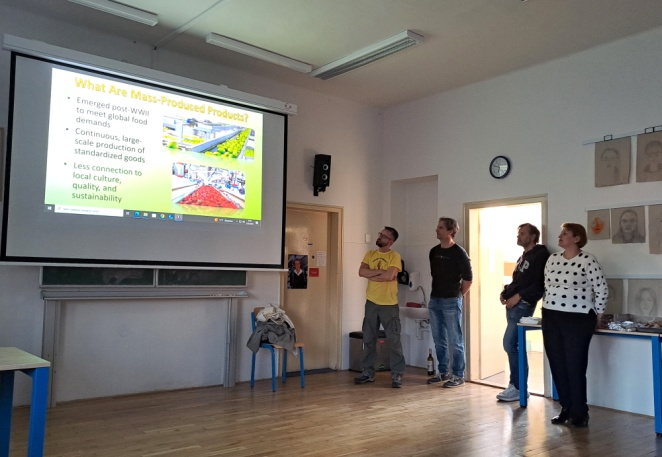 What Are Mass-Produced Products?
• Emerged post-WWII
to meet global food
demands
• Continuous, large-
scale production of
standardized goods
• Less connection to
local culture,
quality, and
sustainability